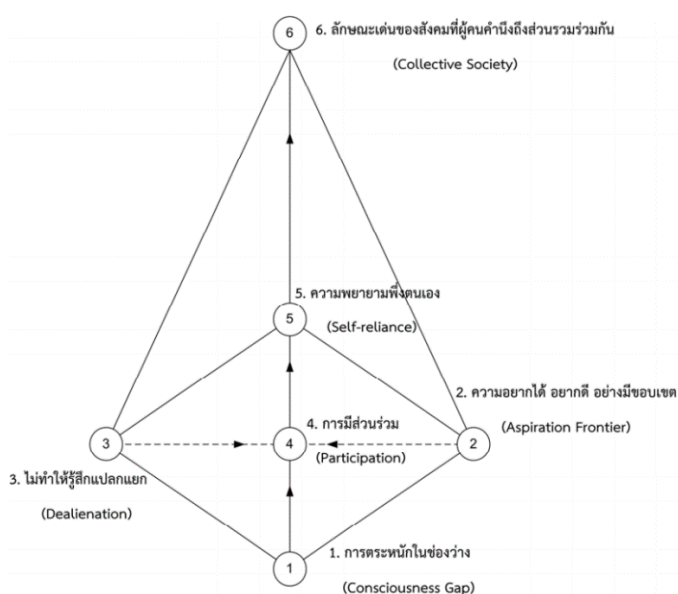 6
6. ลักษณะเด่นของสังคมที่ผู้คนคำนึงถึงส่วนรวมร่วมกัน
(Collective Society)
5. ความพยายามพึ่งตนเอง
5
(Self-reliance)
2. ความอยากได้ อยากดี อย่างมีขอบเขต
4. การมีส่วนร่วม
(Aspiration Frontier)
3
4
2
(Participation)
3. ไม่ทำให้รู้สึกแปลกแยก
(Dealienation)
1. การตระหนักในช่องว่าง
1
(Consciousness Gap)